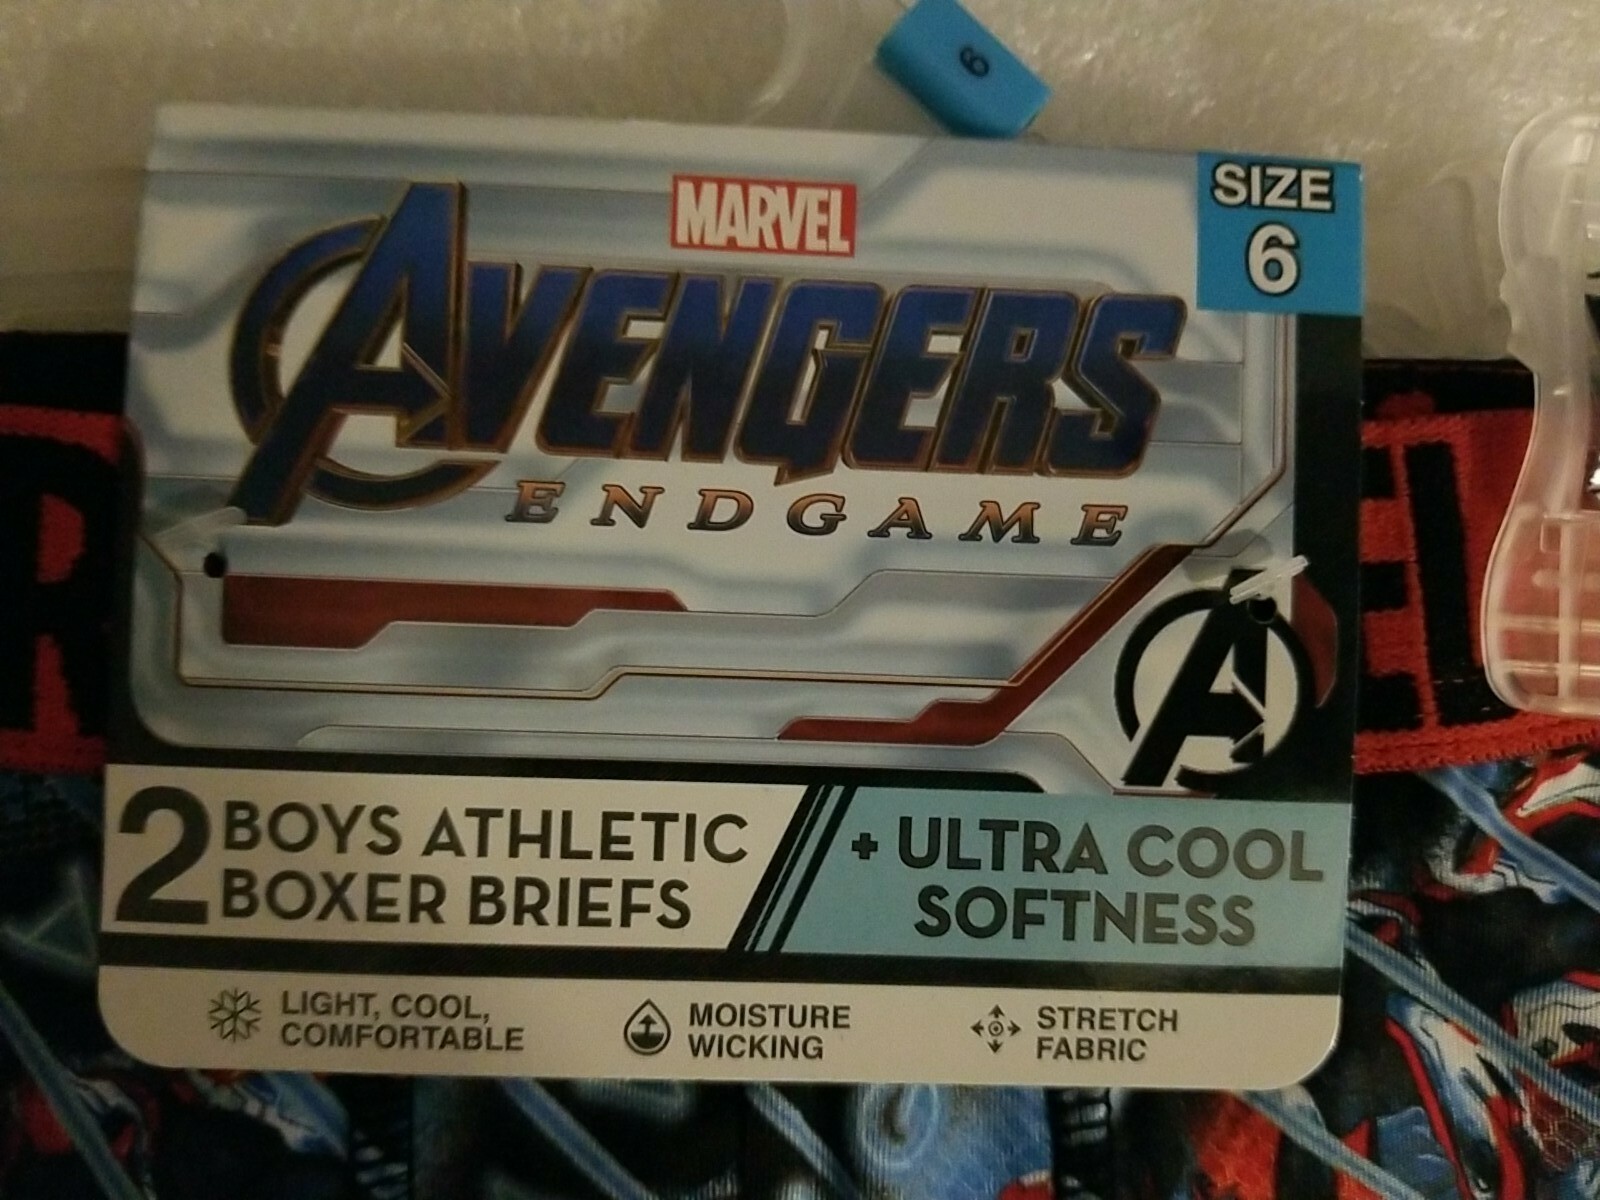 6
MARVEL
SIZE
6
AVENGERS
ENDGAME
R
EL
2 BOYS ATHLETIC
BOXER BRIEFS
+ ULTRA COOL
SOFTNESS
LIGHT, COOL,
COMFORTABLE
MOISTURE
WICKING
STRETCH
FABRIC